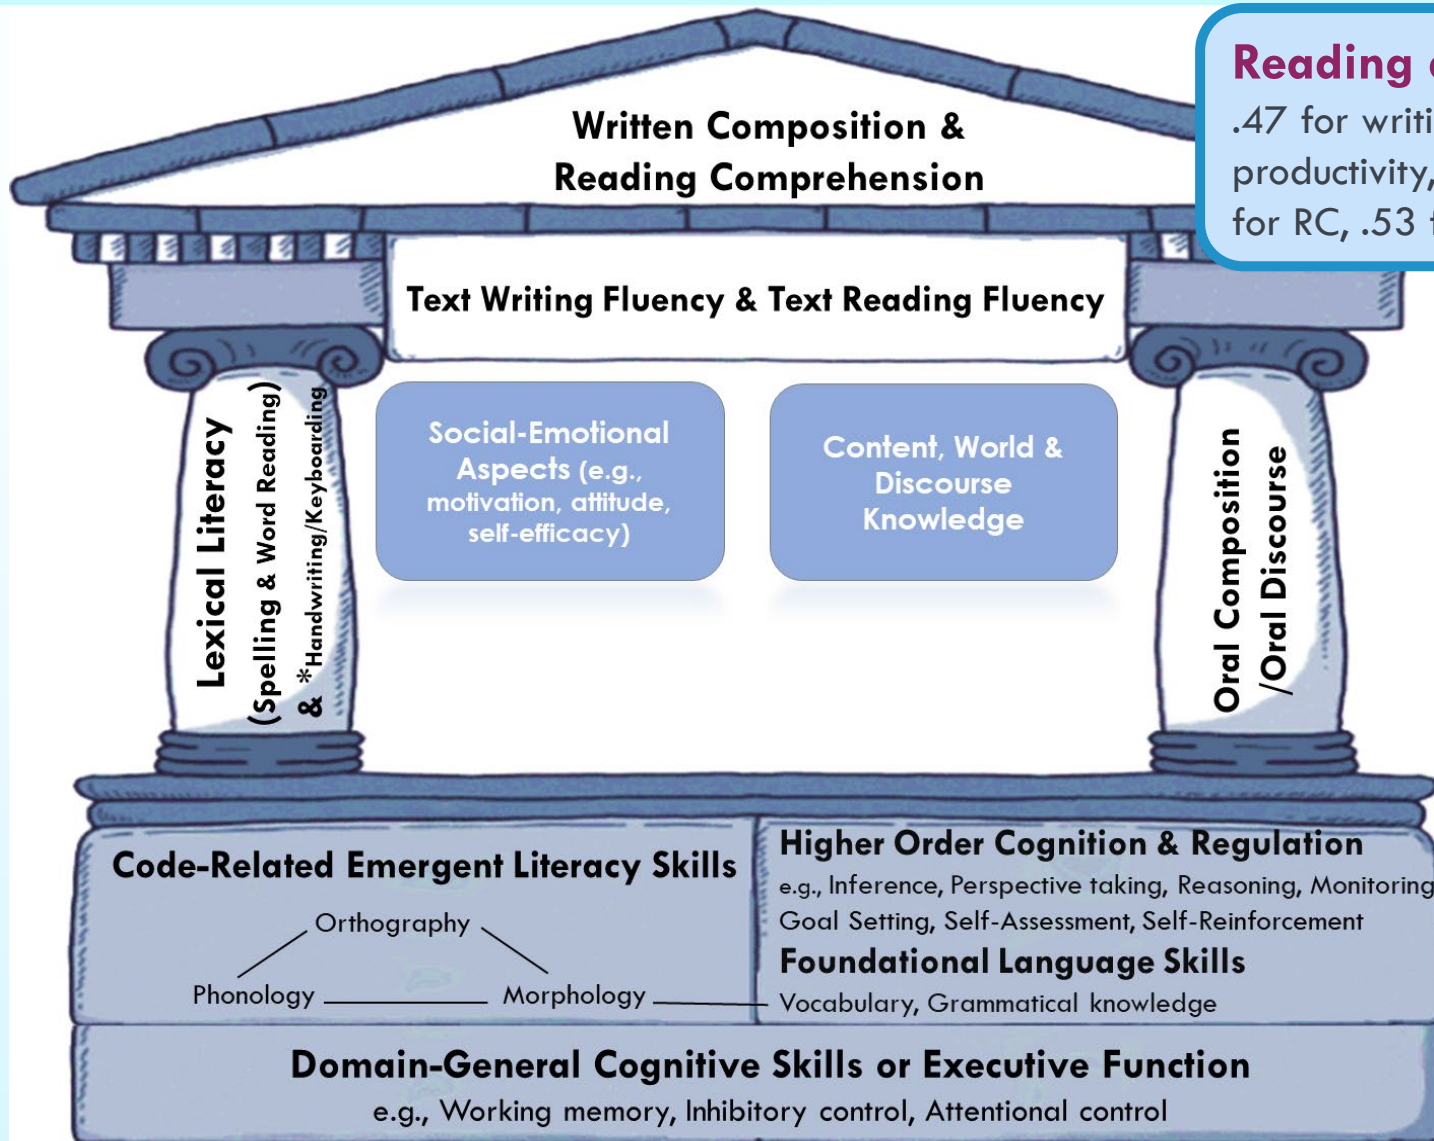 Reading
.47 for writi
productivity,
for RC, .53
Written Composition &
Reading Comprehension
Text Writing Fluency & Text Reading Fluency
Lexical Literacy
(Spelling & Word Reading)
& *Handwriting/Keyboarding
Social-Emotional
Aspects (e.g.,
motivation, attitude,
self-efficacy)
Content, World &
Discourse
Knowledge
Oral Composition
/Oral Discourse
Code-Related Emergent Literacy Skills
Orthography
Phonology
Morphology
Higher Order Cognition & Regulation
e.g., Inference, Perspective taking, Reasoning, Monitoring
Goal Setting, Self-Assessment, Self-Reinforcement
Foundational Language Skills
Vocabulary, Grammatical knowledge
Domain-General Cognitive Skills or Executive Function
e.g., Working memory, Inhibitory control, Attentional control